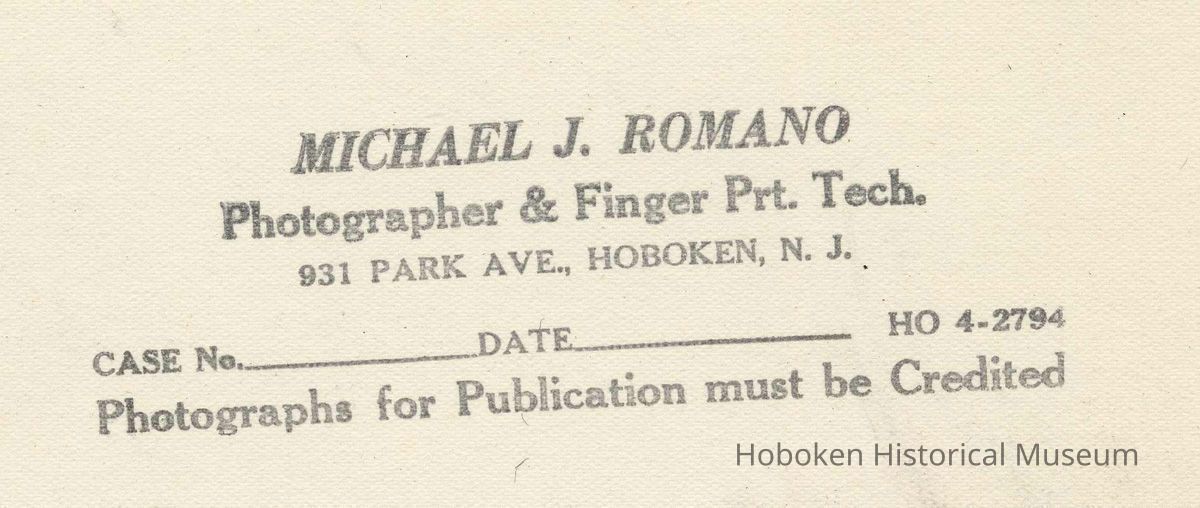 MICHAEL J. ROMANO
Photographer & Finger Prt. Tech.
931 PARK AVE., HOBOKEN, N. J.
CASE No. DATE HO 4-2794
Photographs for Publication must be Credited
Hoboken Historical Museum